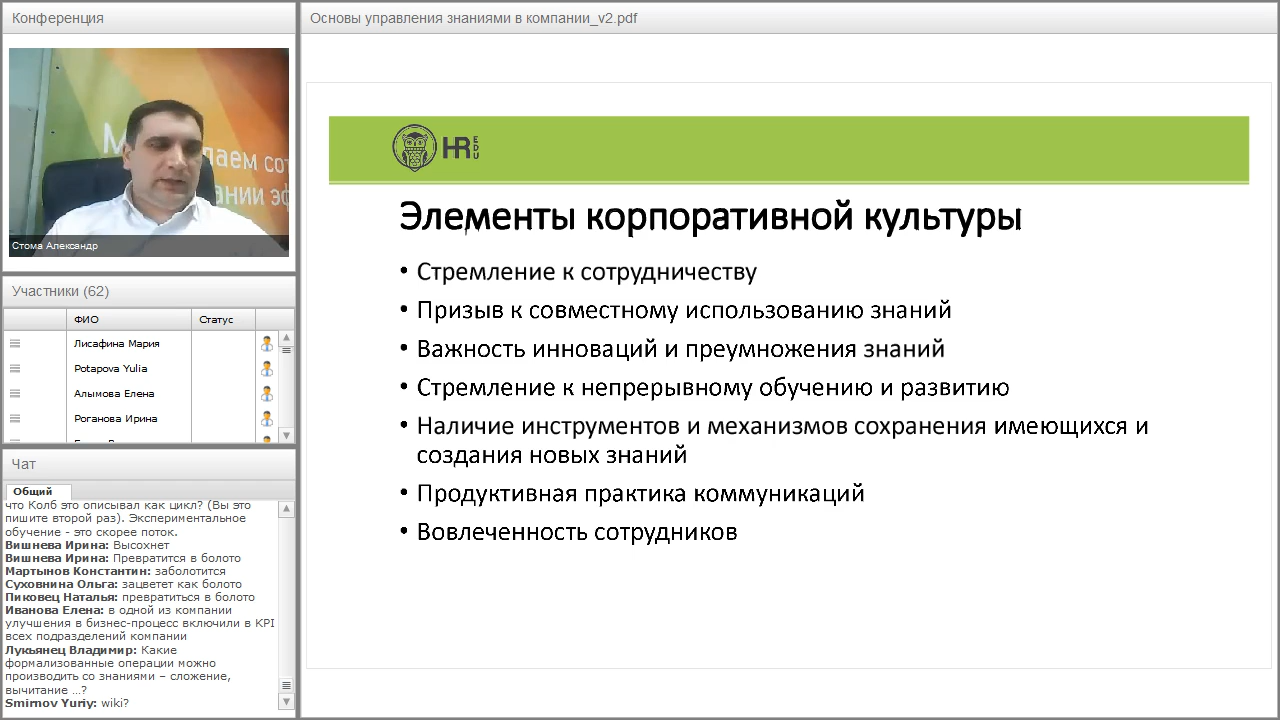 Конференция
Основы управления знаниями в компании_v2.pdf
аем сот
ании эф
Стома Александр
Участники (62)
ФИО
Статус
Лисафина Мария
Potapova Yulia
Алымова Елена
Роганова Ирина
Чат
Общий
что Колб это описывал как цикл? (Вы это
пишите второй раз). Экспериментальное
обучение - это скорее поток.
Вишнева Ирина: Высохнет
Вишнева Ирина: Превратится в болото
Мартынов Константин: заболотится
Суховнина Ольга: зацветет как болото
Пиковец Наталья: превратиться в болото
Иванова Елена: в одной из компании
улучшения в бизнес-процесс включили в KPI
всех подразделений компании
Лукьянец Владимир: Какие
формализованные операции можно
производить со знаниями – сложение,
вычитание ...?
Smirnov Yuriy: wiki?
HR EDU
Элементы корпоративной культуры
• Стремление к сотрудничеству
• Призыв к совместному использованию знаний
• Важность инноваций и преумножения знаний
• Стремление к непрерывному обучению и развитию
• Наличие инструментов и механизмов сохранения имеющихся и
создания новых знаний
• Продуктивная практика коммуникаций
• Вовлеченность сотрудников